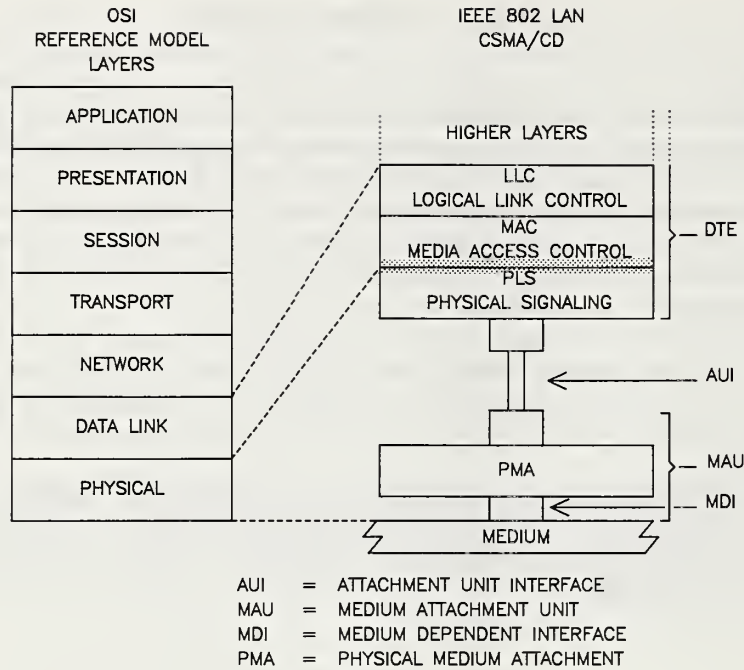 OSI
REFERENCE MODEL
LAYERS
APPLICATION
PRESENTATION
SESSION
TRANSPORT
NETWORK
DATA LINK
PHYSICAL
IEEE 802 LAN
CSMA/CD
HIGHER LAYERS
LLC
LOGICAL LINK CONTROL
MAC
MEDIA ACCESS CONTROL
PLS
PHYSICAL SIGNALING
DTE
AUI
PMA
MAU
MDI
MEDIUM
AUI = ATTACHMENT UNIT INTERFACE
MAU = MEDIUM ATTACHMENT UNIT
MDI = MEDIUM DEPENDENT INTERFACE
PMA = PHYSICAL MEDIUM ATTACHMENT